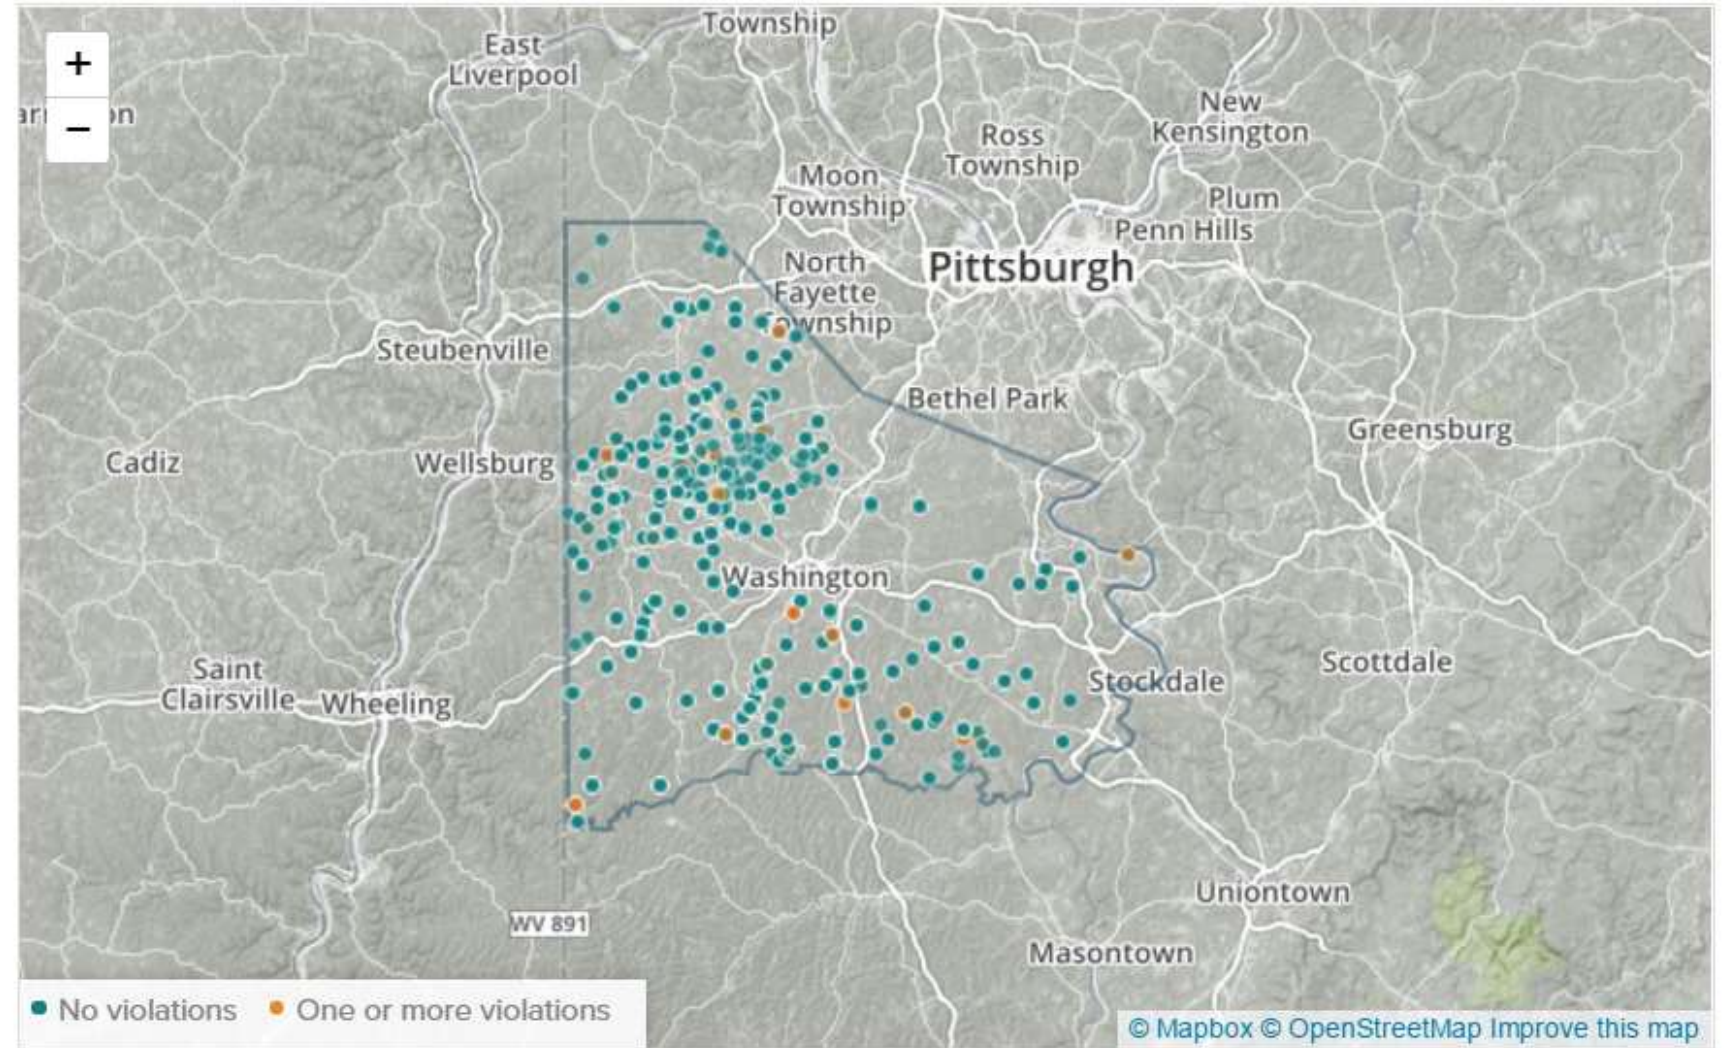 Township
+
East
Liverpool
New
Kensington
−
Ross
Township
Moon
Township
Plum
Penn Hills
North
Fayette
Township
Pittsburgh
Steubenville
Bethel Park
Greensburg
Cadiz
Wellsburg
Washington
Saint
Clairsville
Wheeling
Stockdale
Scottdale
Uniontown
WV 891
Masontown
No violations
One or more violations
© Mapbox © OpenStreetMap Improve this map